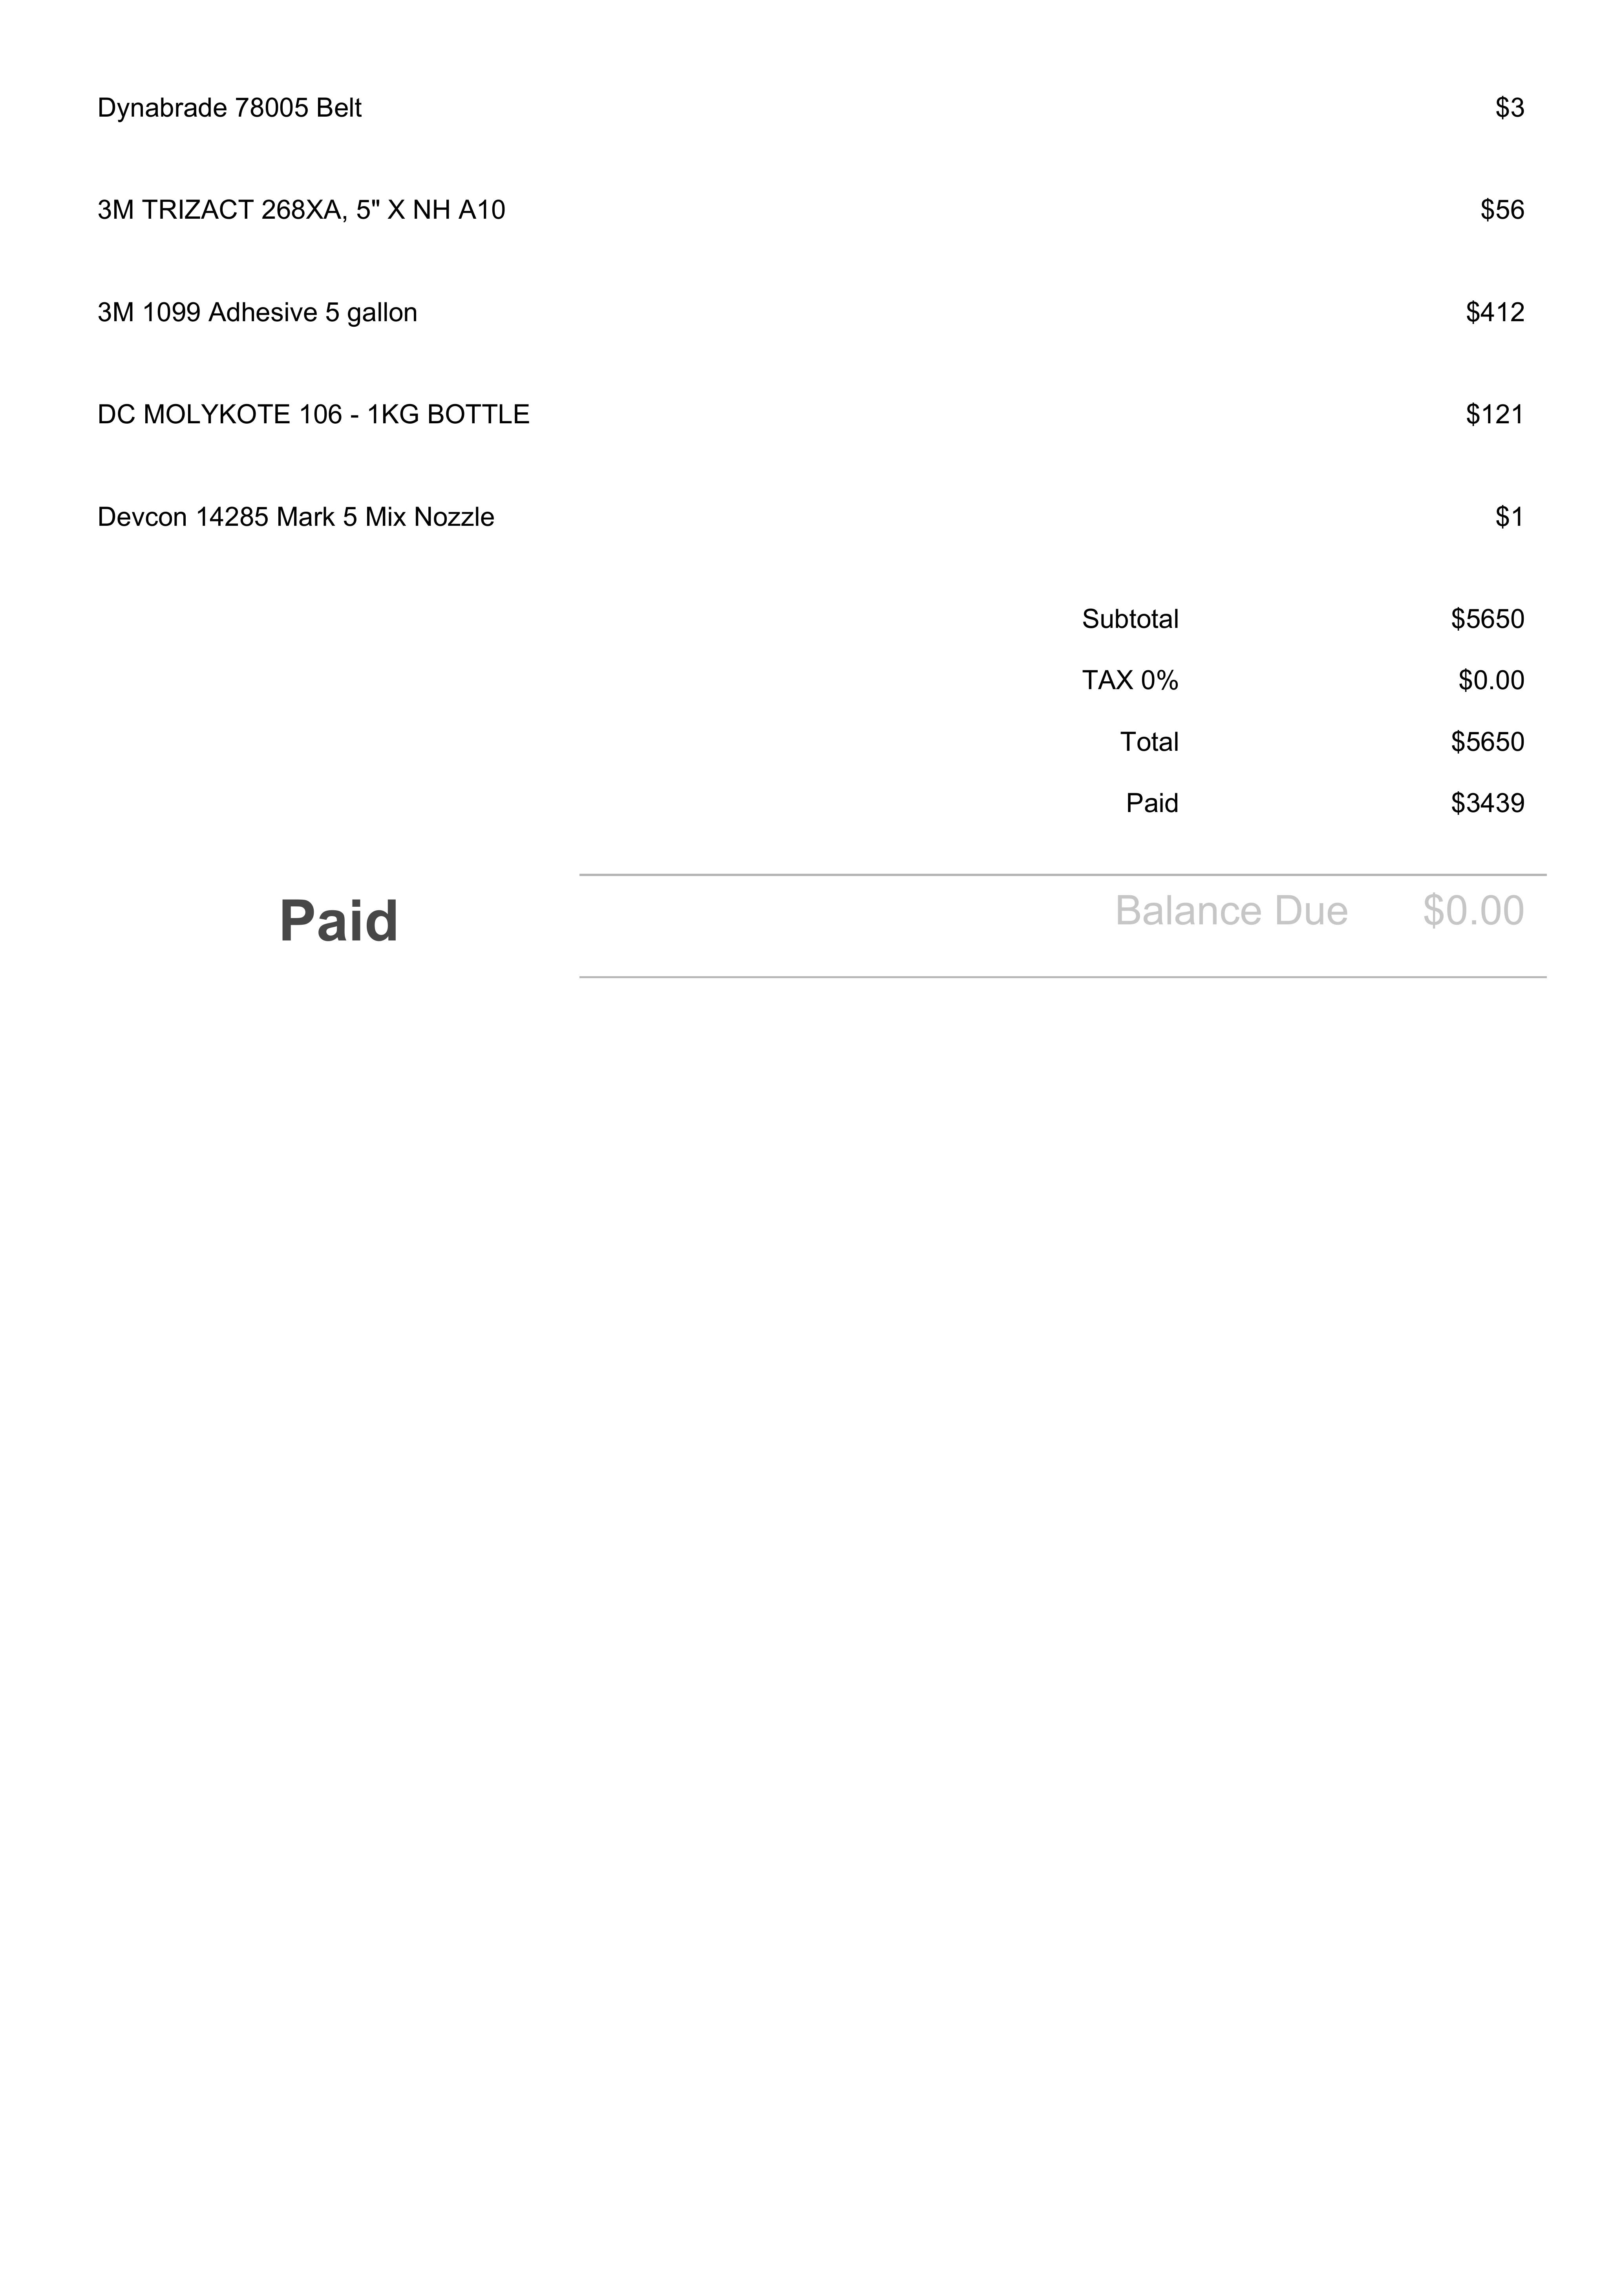 Dynabrade 78005 Belt $3
3M TRIZACT 268XA, 5" X NH A10 $56
3M 1099 Adhesive 5 gallon $412
DC MOLYKOTE 106 - 1KG BOTTLE $121
Devcon 14285 Mark 5 Mix Nozzle $1
Subtotal $5650
TAX 0% $0.00
Total $5650
Paid $3439
Paid Balance Due $0.00